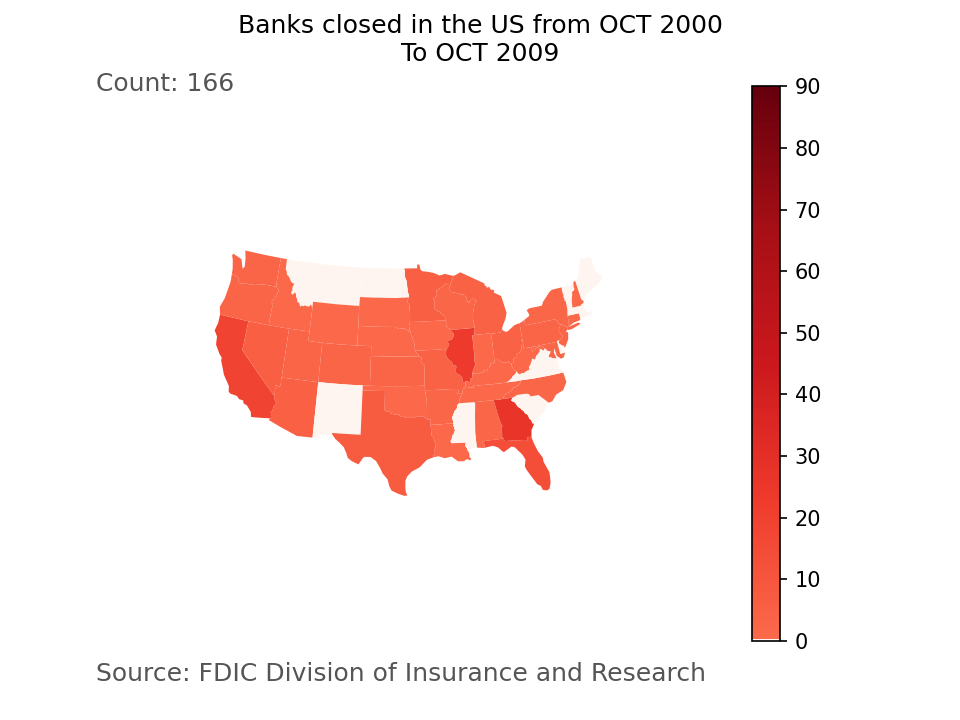 Banks closed in the US from OCT 2000
To OCT 2009
Count: 166
90
80
70
60
50
40
30
20
10
0
Source: FDIC Division of Insurance and Research